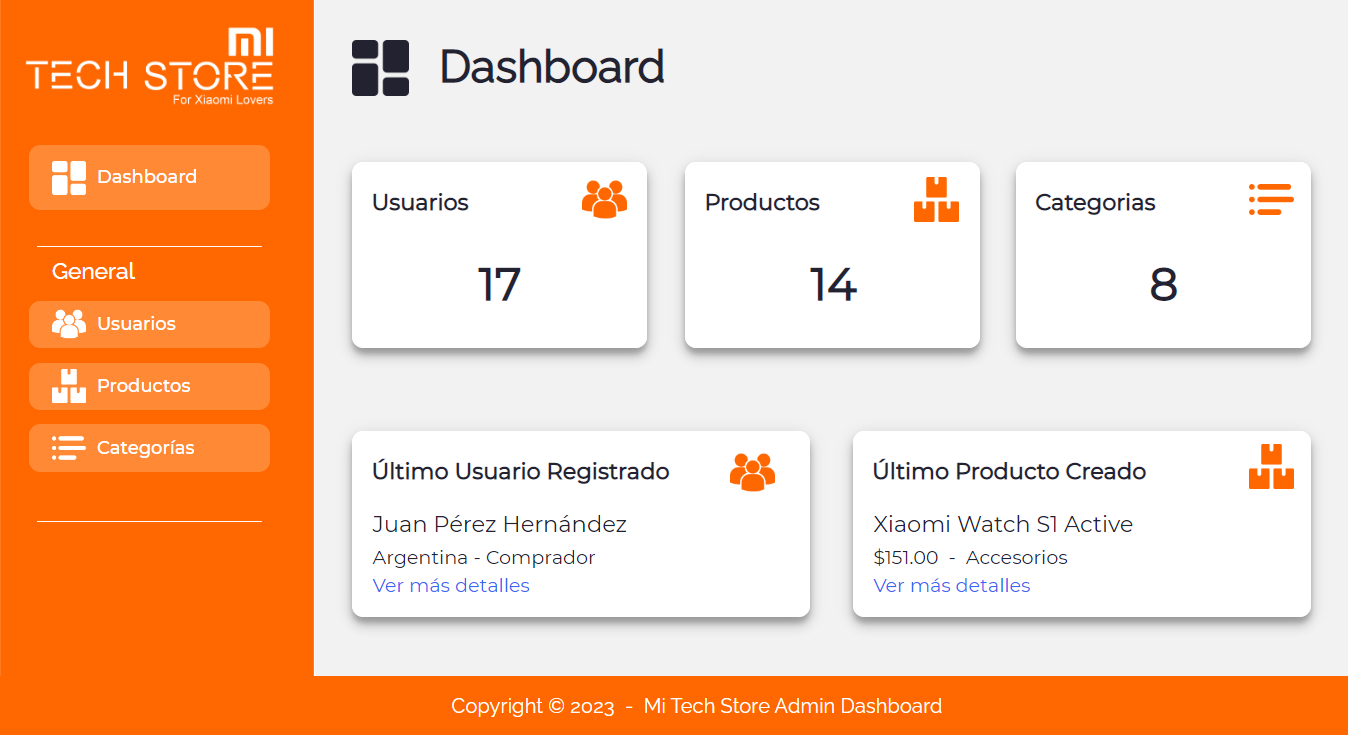 MI
TECH STORE
For Xiaomi Lovers
Dashboard
General
Usuarios
Productos
Categorías
Dashboard
Usuarios
17
Productos
14
Categorias
8
Último Usuario Registrado
Juan Pérez Hernández
Argentina - Comprador
Ver más detalles
Último Producto Creado
Xiaomi Watch S1 Active
$151.00 - Accesorios
Ver más detalles
Copyright © 2023 - Mi Tech Store Admin Dashboard